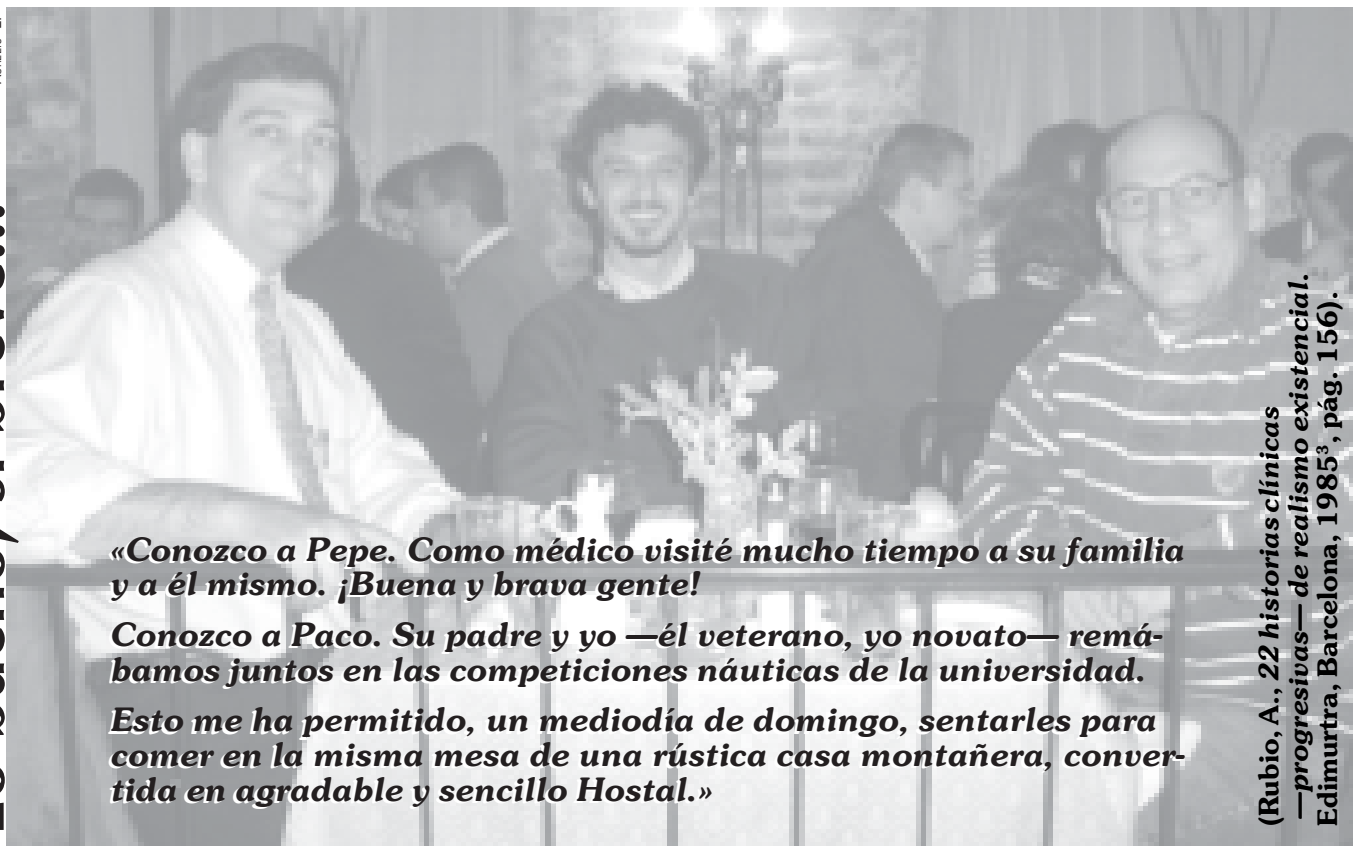 «Conozco a Pepe. Como médico visité mucho tiempo a su familia
y a él mismo. ¡Buena y brava gente!
Conozco a Paco. Su padre y yo —él veterano, yo novato— remá-
bamos juntos en las competiciones náuticas de la universidad.
Esto me ha permitido, un mediodía de domingo, sentarles para
comer en la misma mesa de una rústica casa montañera, conver-
tida en agradable y sencillo Hostal.»
(Rubio, A., 22 historias clínicas
—progresivas— de realismo existencial.
Edimurtra, Barcelona, 1985³, pág. 156).